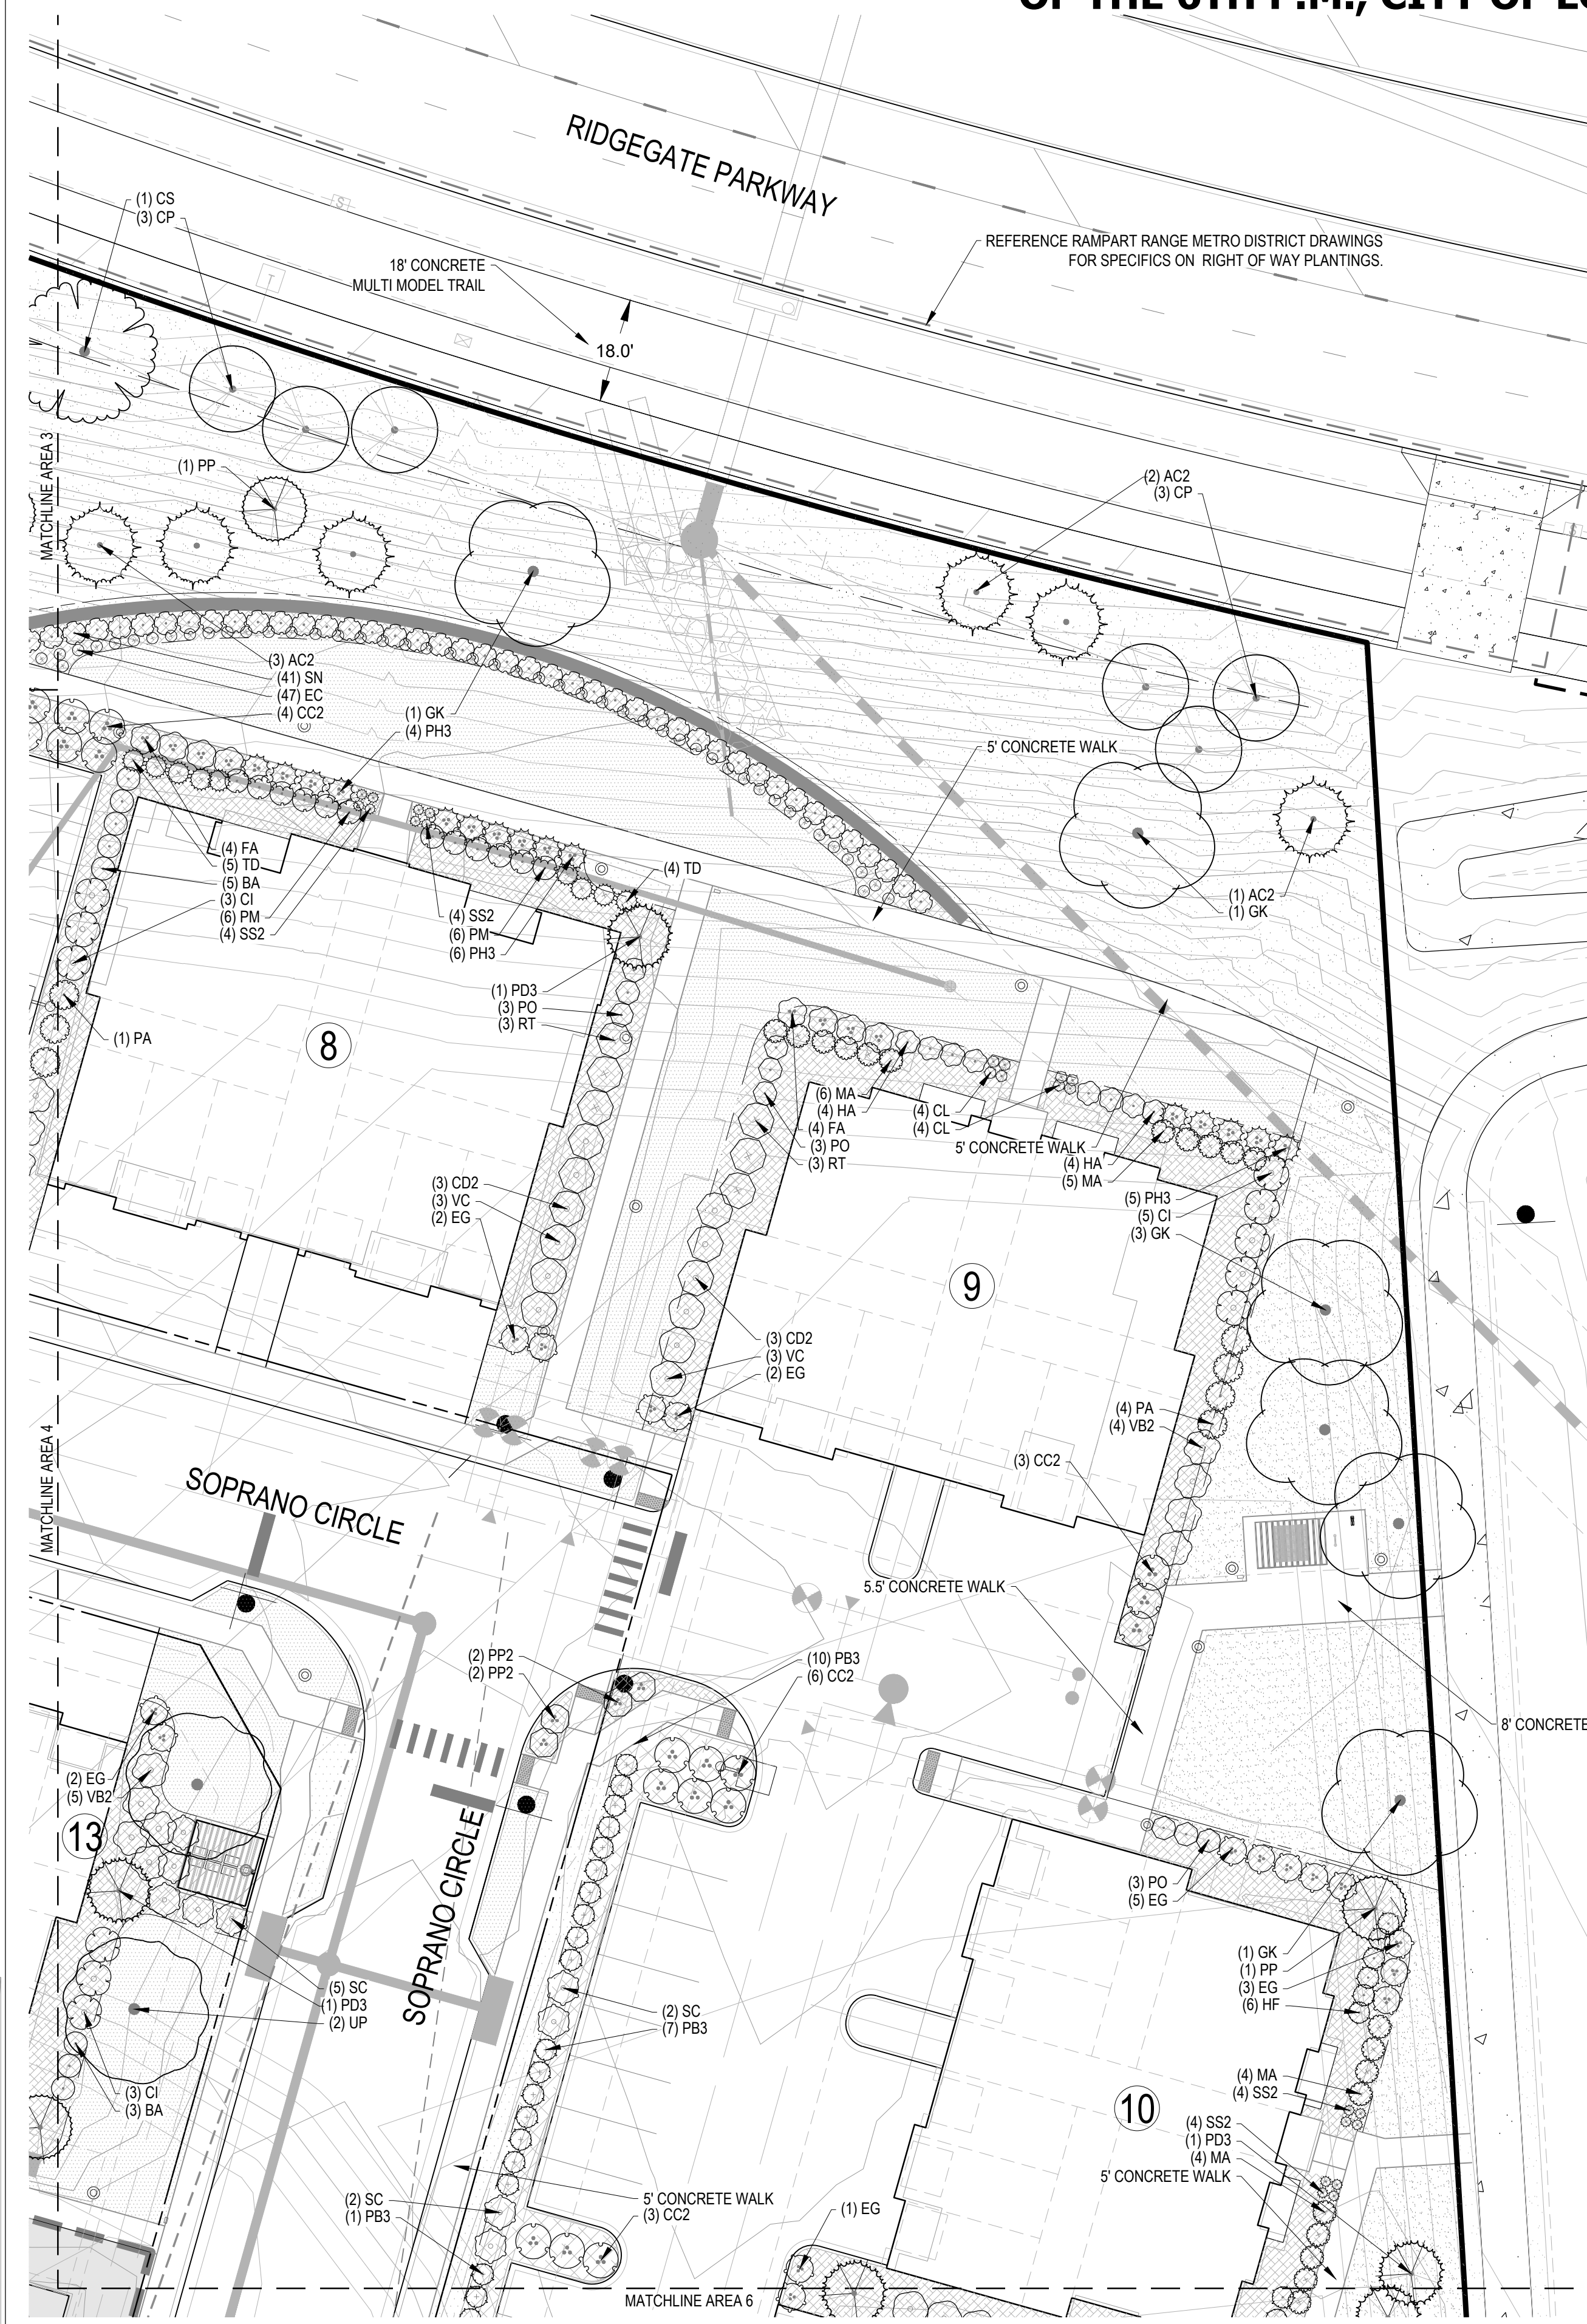 RIDGEGATE PARKWAY
(1) CS
(3) CP
REFERENCE RAMPART RANGE METRO DISTRICT DRAWINGS
FOR SPECIFICS ON RIGHT OF WAY PLANTINGS.
18' CONCRETE
MULTI MODEL TRAIL
18.0'
S
T
MATCHLINE AREA 3
(1) PP
(2) AC2
(3) CP
(3) AC2
(41) SN
(47) EC
(4) CC2
(1) GK
(4) PH3
5' CONCRETE WALK
(4) FA
(5) TD
(5) BA
(3) CI
(6) PM
(4) SS2
(4) TD
(4) SS2
(6) PM
(6) PH3
(1) AC2
(1) GK
(1) PD3
(3) PO
(3) RT
(1) PA
8
(6) MA
(4) HA
(4) FA
(3) PO
(3) RT
(4) CL
(4) CL
5' CONCRETE WALK
(4) HA
(5) MA
(5) PH3
(5) CI
(3) GK
(3) CD2
(3) VC
(2) EG
9
(3) CD2
(3) VC
(2) EG
(4) PA
(4) VB2
(3) CC2
MATCHLINE AREA 4
SOPRANO CIRCLE
5.5' CONCRETE WALK
(2) PP2
(2) PP2
(10) PB3
(6) CC2
8' CONCRETE
(2) EG
(5) VB2
13
SOPRANO CIRCLE
(3) PO
(5) EG
(1) GK
(1) PP
(3) EG
(6) HF
(5) SC
(1) PD3
(2) UP
(2) SC
(7) PB3
(3) CI
(3) BA
(4) MA
(4) SS2
10
(4) SS2
(1) PD3
(4) MA
5' CONCRETE WALK
(2) SC
(1) PB3
5' CONCRETE WALK
(3) CC2
(1) EG
MATCHLINE AREA 6